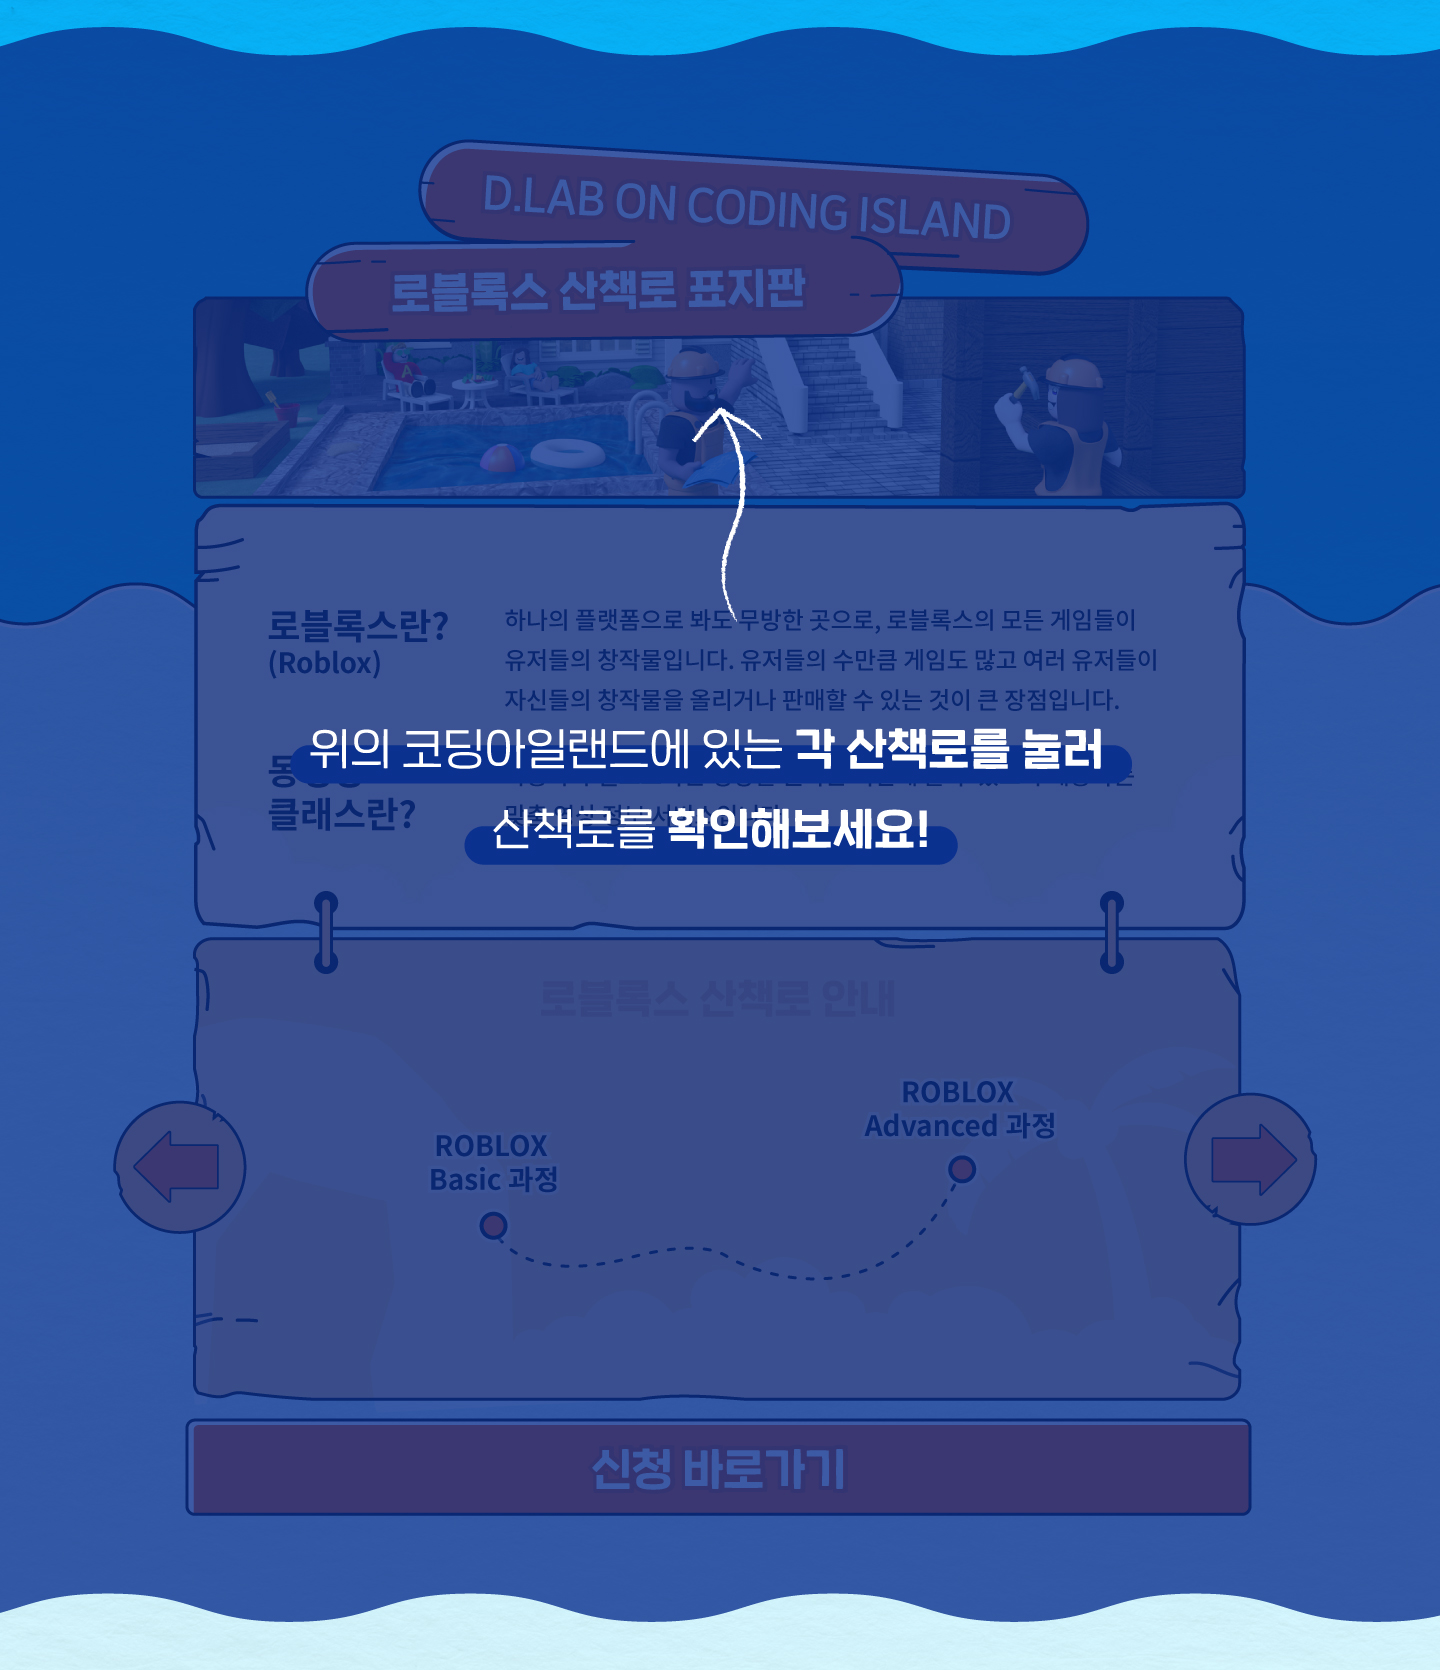 D.LAB ON CODING ISLAND
로블록스 산책로 표지판
로블록스란?
(Roblox)
하나의 플랫폼으로 봐도 무방한 곳으로, 로블록스의 모든 게임들이
유저들의 창작물입니다. 유저들의 수만큼 게임도 많고 여러 유저들이
자신들의 창작물을 올리거나 판매할 수 있는 것이 큰 장점입니다.
위의 코딩아일랜드에 있는 각 산책로를 눌러
산책로를 확인해보세요!
클래스란?
로블록스 산책로 안내
ROBLOX
Basic 과정
ROBLOX
Advanced 과정
신청 바로가기